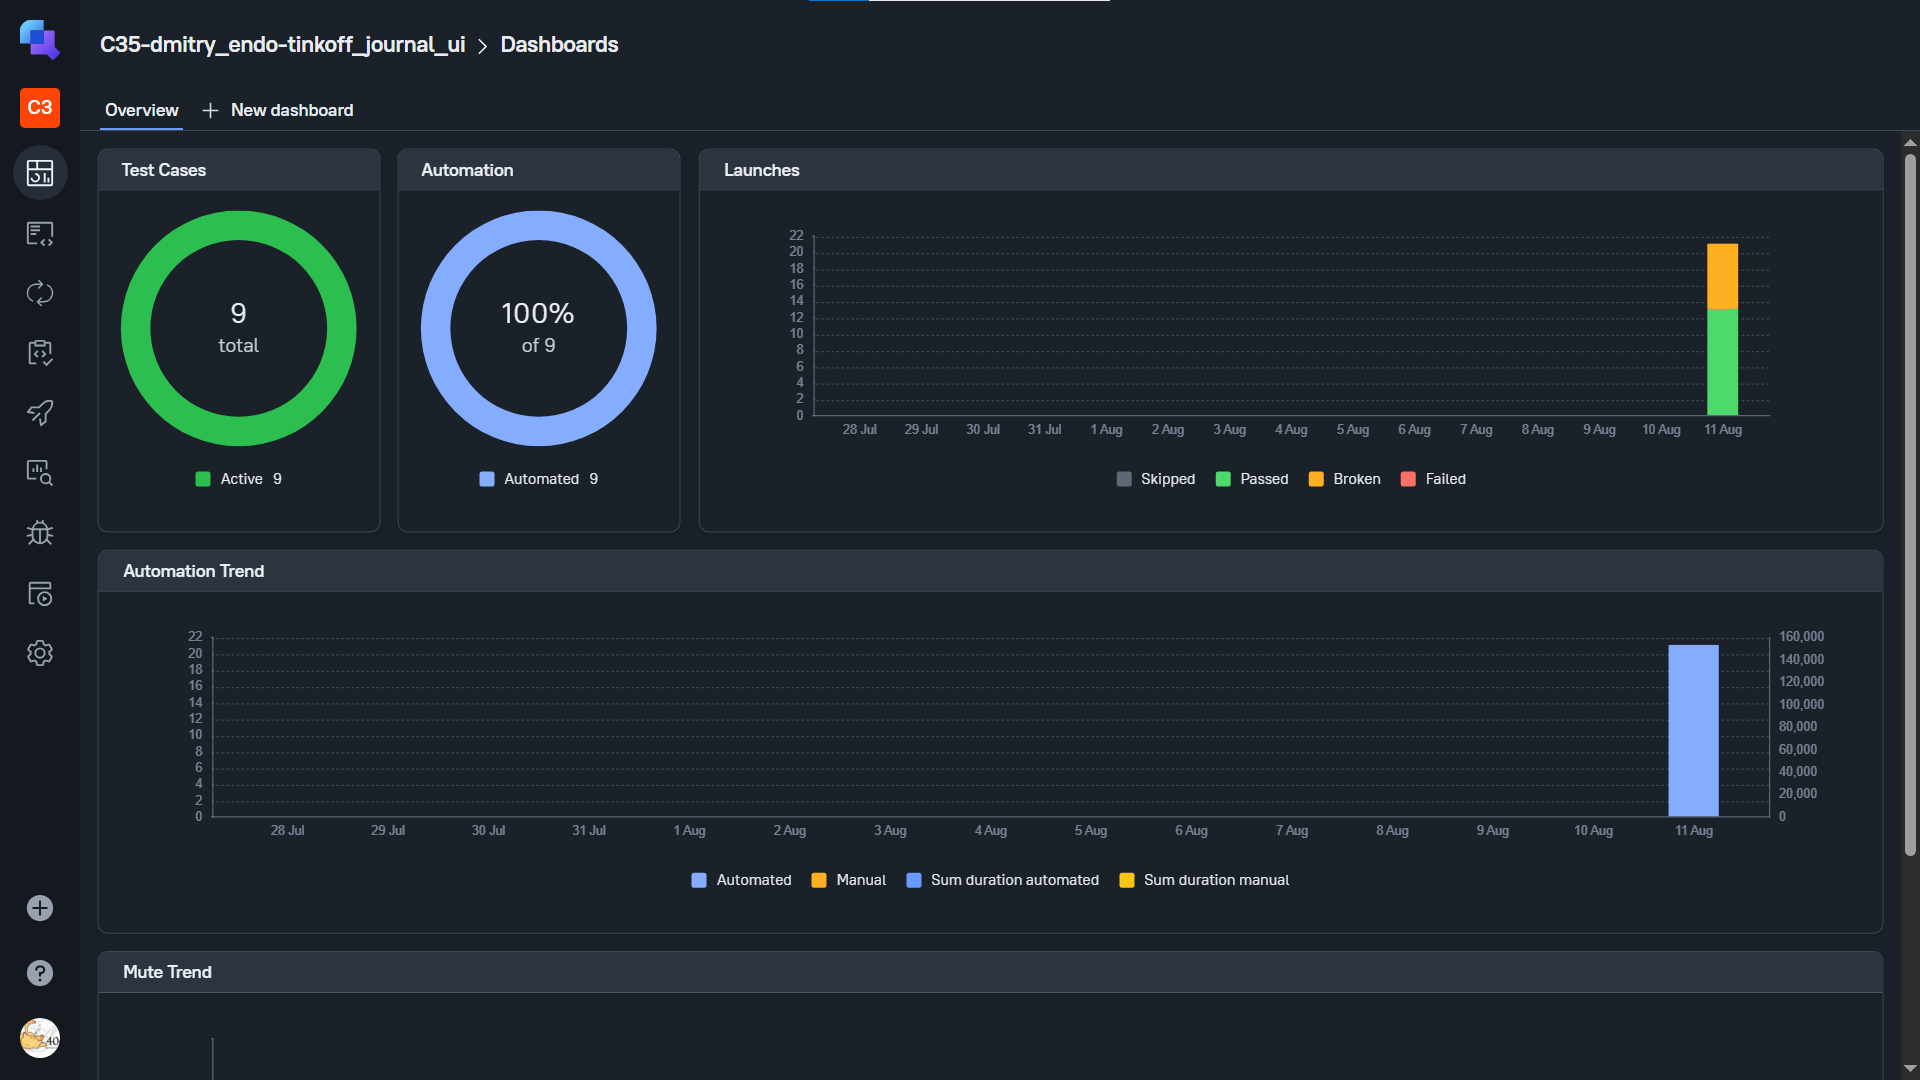 C35-dmitry_endo-tinkoff_journal_ui > Dashboards
C3
Overview + New dashboard
Test Cases
9
total
Active 9
Automation
100%
of 9
Automated 9
Launches
22
20
18
16
14
12
10
8
6
4
2
0
28 Jul 29 Jul 30 Jul 31 Jul 1 Aug 2 Aug 3 Aug 4 Aug 5 Aug 6 Aug 7 Aug 8 Aug 9 Aug 10 Aug 11 Aug
Skipped Passed Broken Failed
Automation Trend
22
20
18
16
14
12
10
8
6
4
2
0
160,000
140,000
120,000
100,000
80,000
60,000
40,000
20,000
0
28 Jul 29 Jul 30 Jul 31 Jul 1 Aug 2 Aug 3 Aug 4 Aug 5 Aug 6 Aug 7 Aug 8 Aug 9 Aug 10 Aug 11 Aug
Automated Manual Sum duration automated Sum duration manual
Mute Trend
?
40